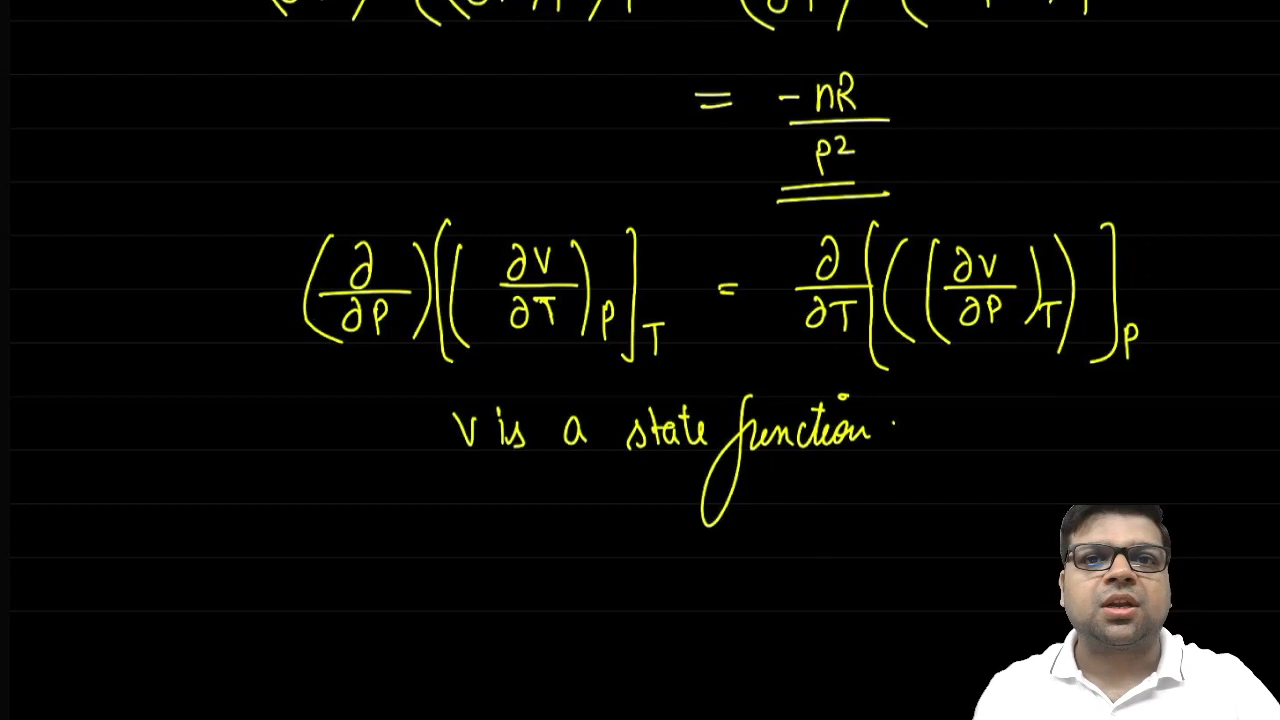 = -nR
P²
(∂/∂P)[(∂V/∂T)_P]_T = ∂/∂T[((∂V/∂P)_T)]_P
V is a state function.